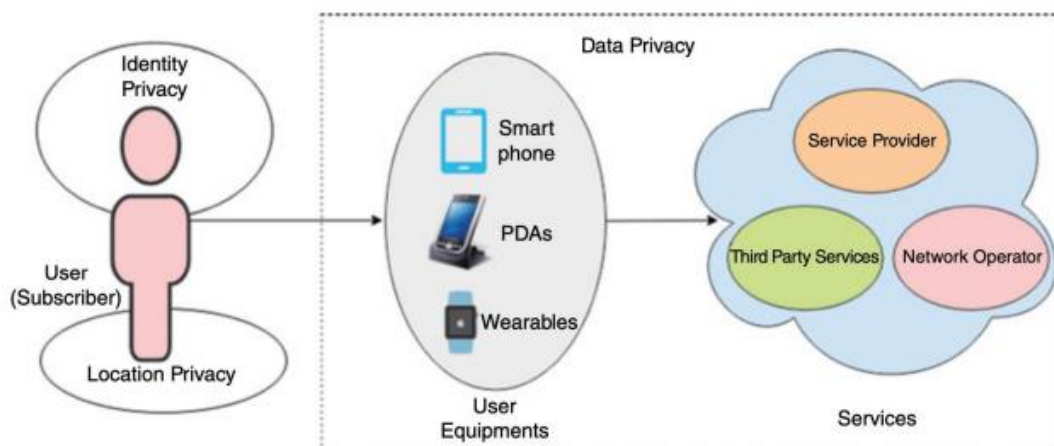 Identity
Privacy
User
(Subscriber)
Location Privacy
Data Privacy
Smart
phone
PDAs
Wearables
User
Equipments
Service Provider
Third Party Services
Network Operator
Services